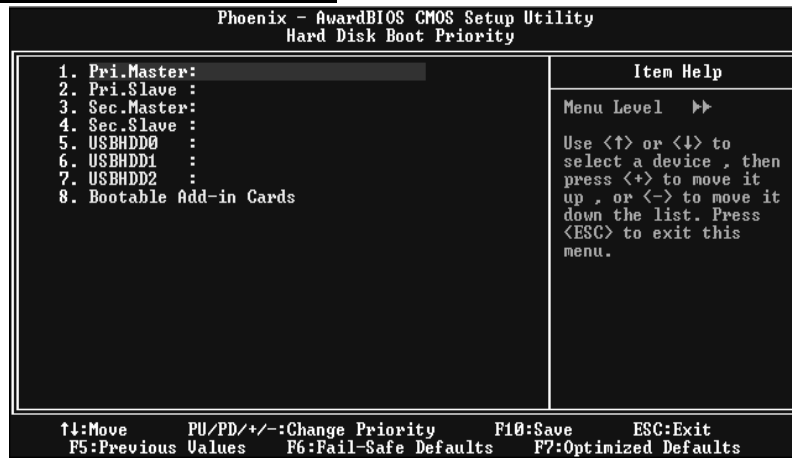 Phoenix - AwardBIOS CMOS Setup Utility
Hard Disk Boot Priority
1. Pri.Master:
2. Pri.Slave :
3. Sec.Master:
4. Sec.Slave :
5. USBHDD0 :
6. USBHDD1 :
7. USBHDD2 :
8. Bootable Add-in Cards
Item Help
Menu Level ▸▸
Use <↑> or <↓> to
select a device , then
press <+> to move it
up , or <-> to move it
down the list. Press
<ESC> to exit this
menu.
↑↓:Move PU/PD/+/-:Change Priority F10:Save ESC:Exit
F5:Previous Values F6:Fail-Safe Defaults F7:Optimized Defaults